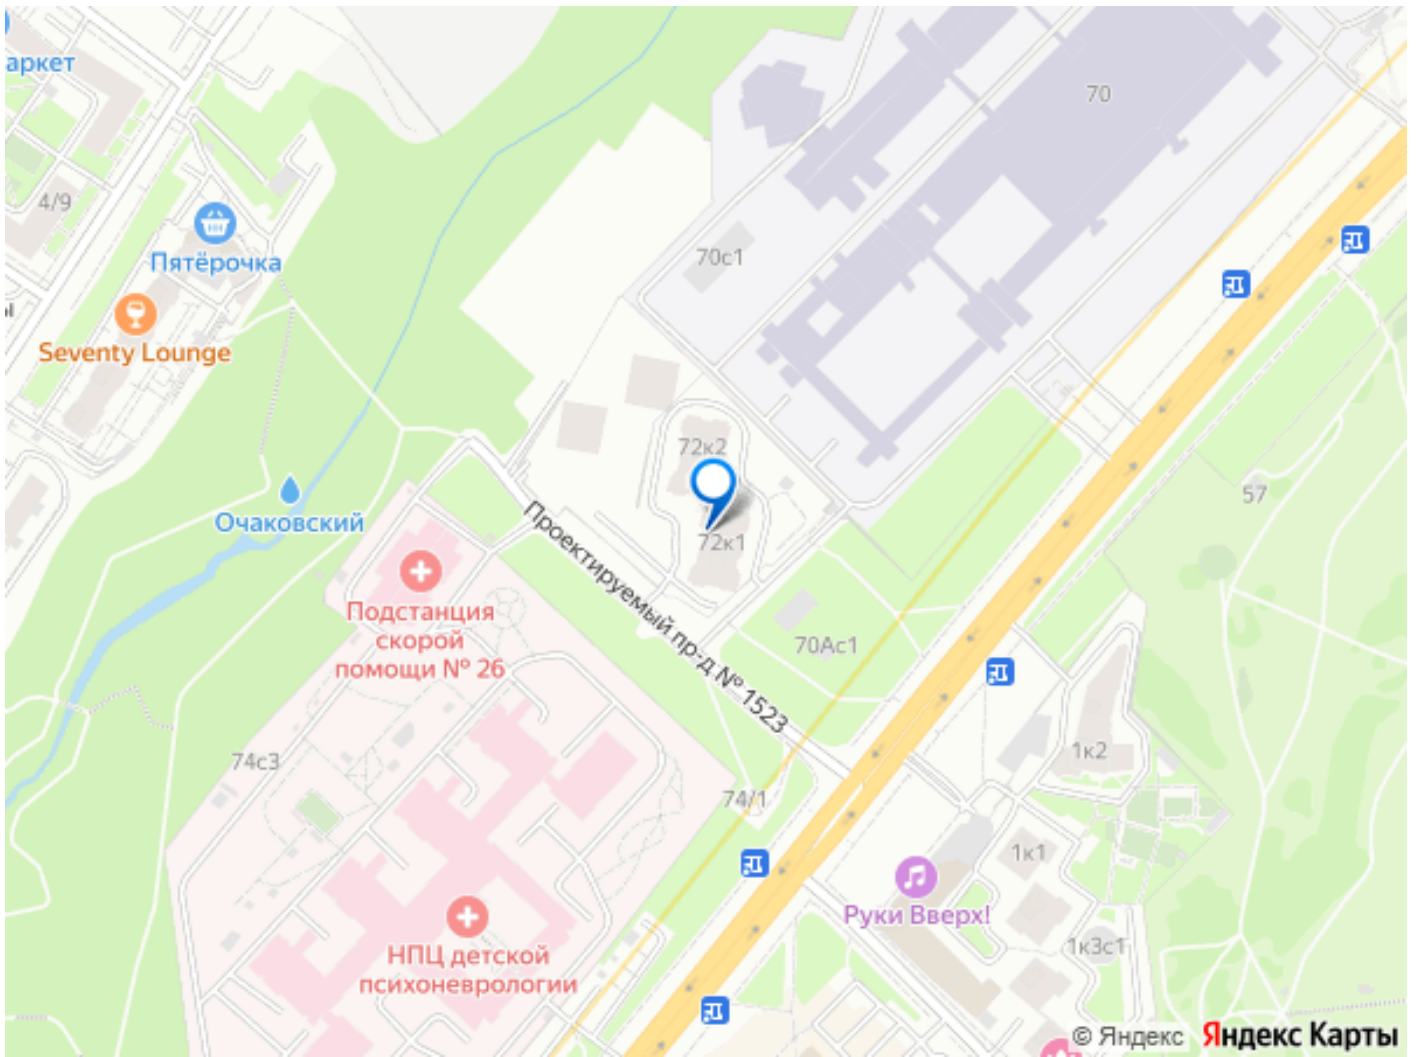 аркет
70
4/9
Пятёрочка
70с1
ы
Seventy Lounge
72к2
57
Очаковский
72к1
Проектируемый пр-д № 1523
Подстанция
скорой
помощи № 26
70Ас1
74с3
1к2
74/1
1к1
Руки Вверх!
НПЦ детской
психоневрологии
1к3с1
© Яндекс Яндекс Карты